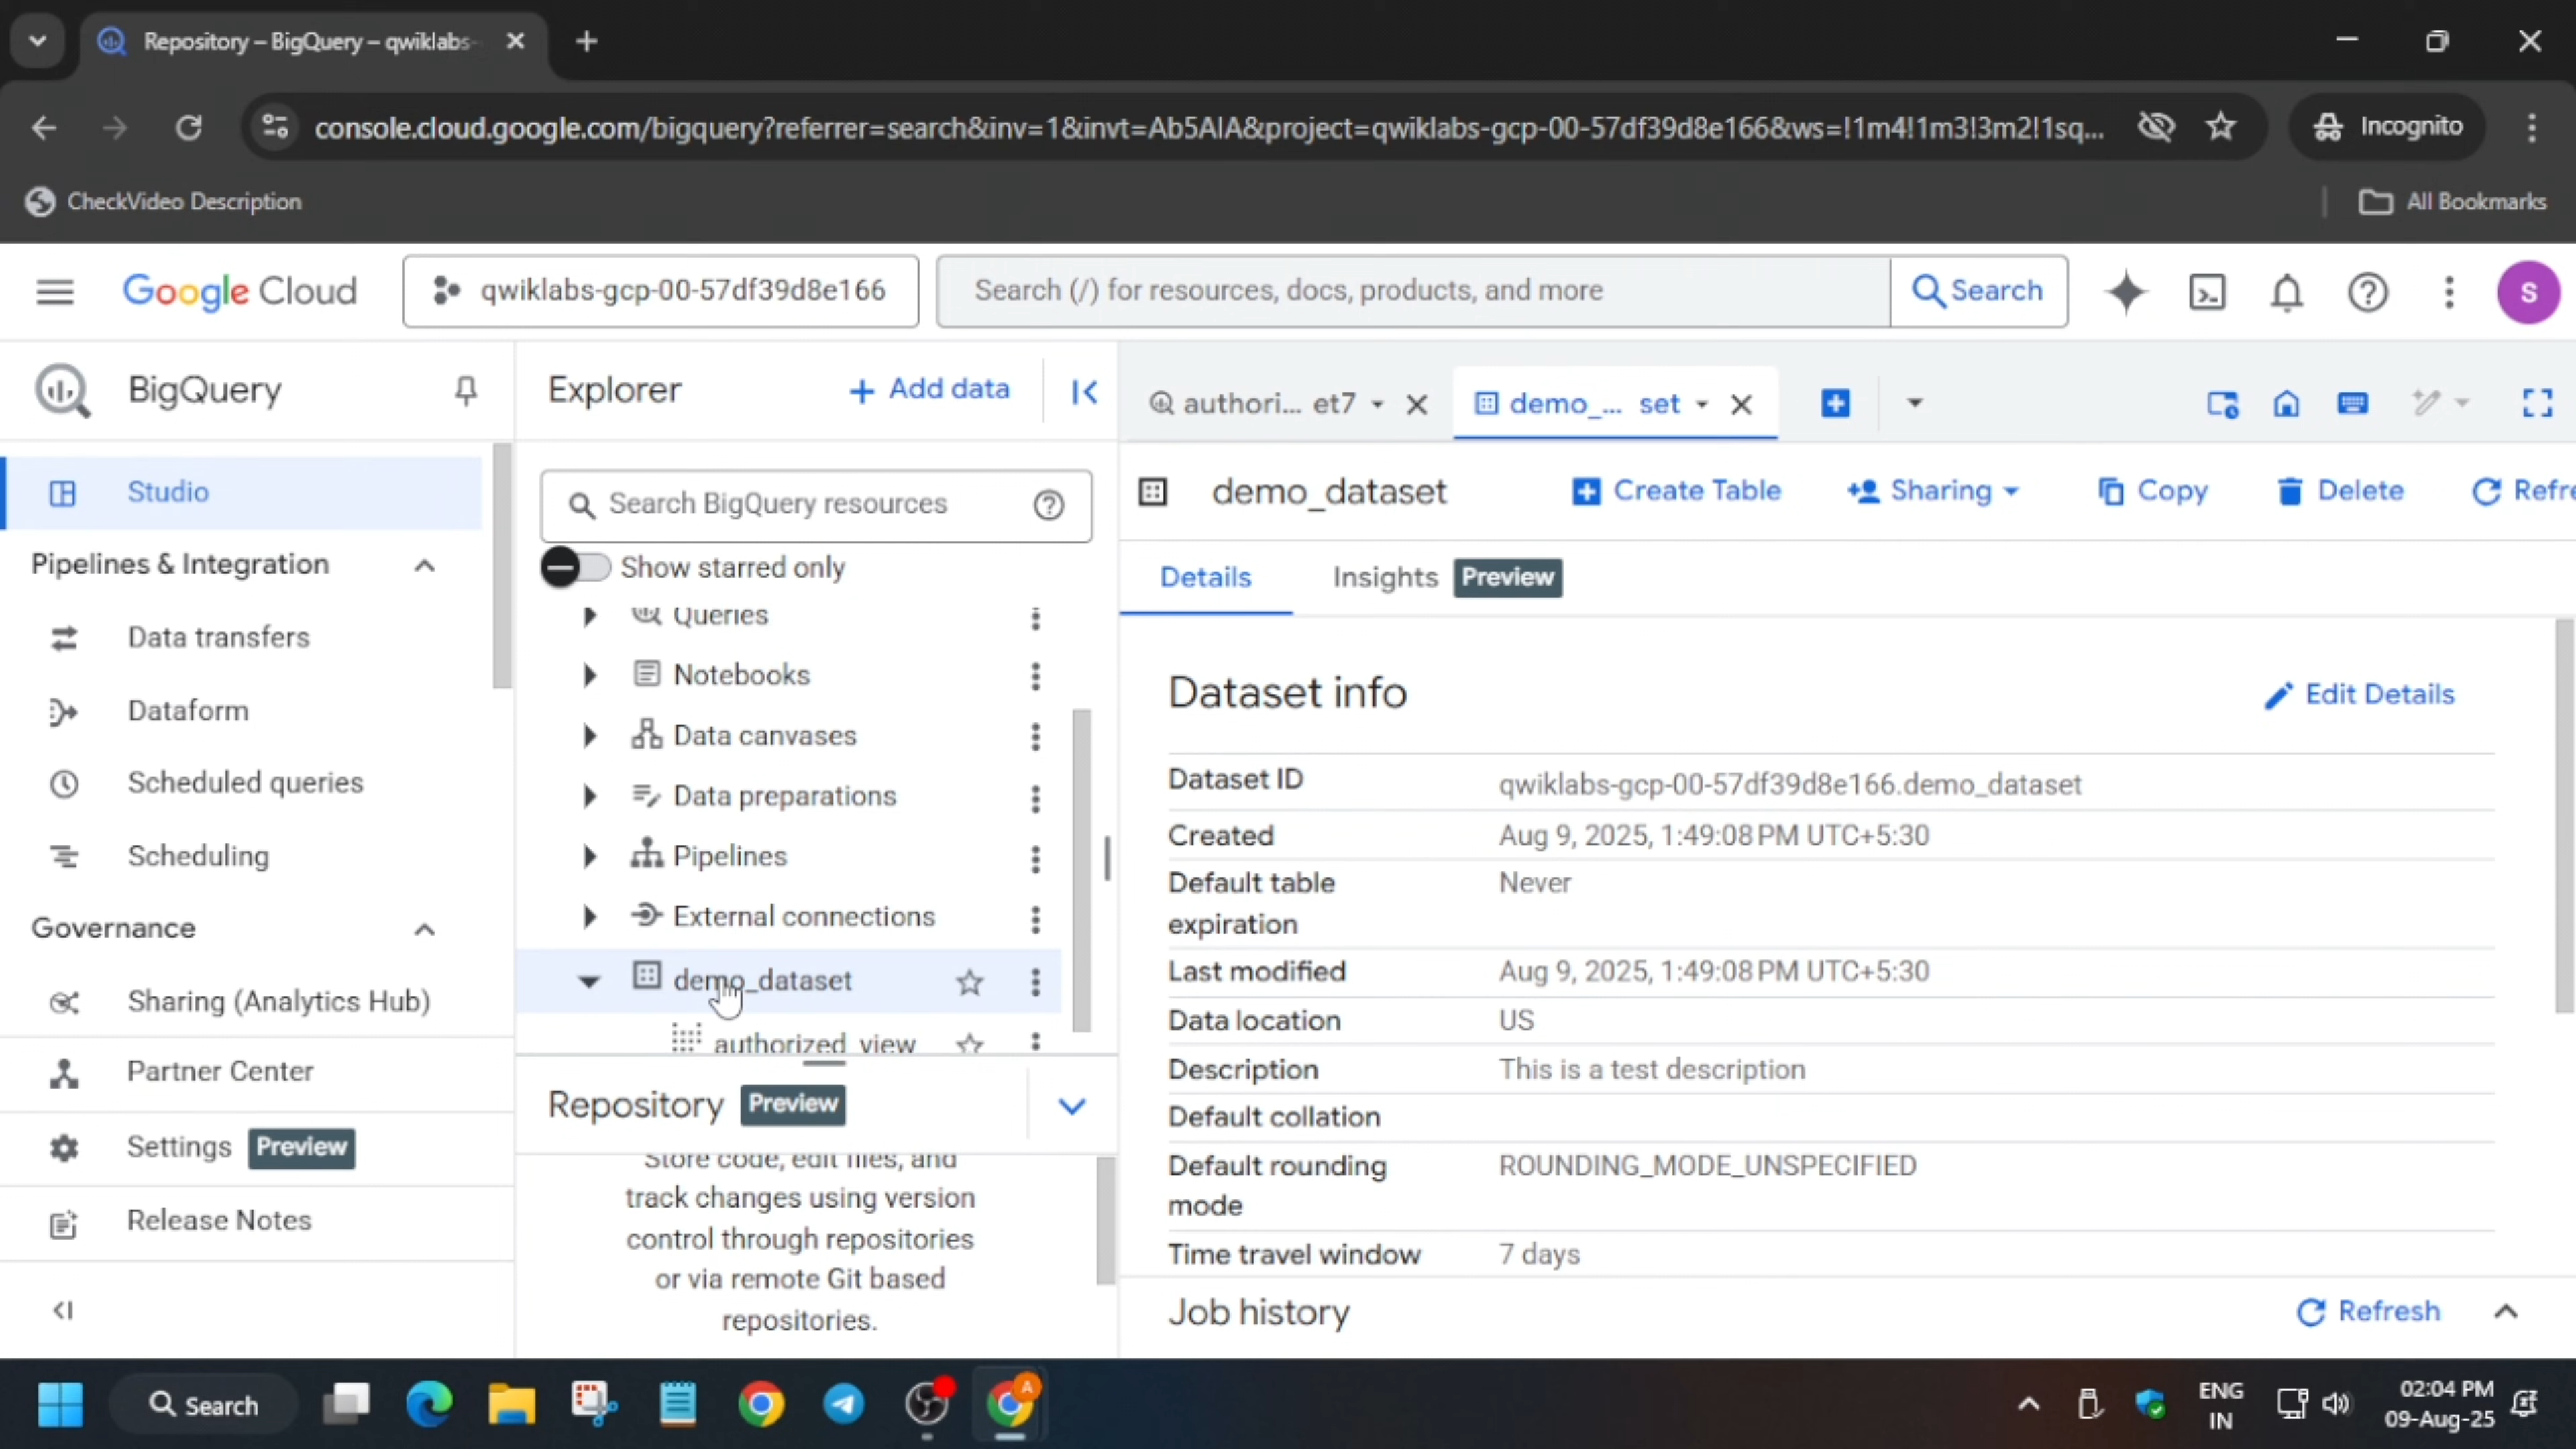 Repository – BigQuery – qwiklabs-
console.cloud.google.com/bigquery?referrer=search&inv=1&invt=Ab5AIA&project=qwiklabs-gcp-00-57df39d8e166&ws=!1m4!1m3!3m2!1sq...
Incognito
CheckVideo Description
All Bookmarks
Google Cloud
qwiklabs-gcp-00-57df39d8e166
Search (/) for resources, docs, products, and more
Search
S
BigQuery
Studio
Pipelines & Integration
Data transfers
Dataform
Scheduled queries
Scheduling
Governance
Sharing (Analytics Hub)
Partner Center
Settings Preview
Release Notes
Explorer
+ Add data
Search BigQuery resources
Show starred only
Queries
Notebooks
Data canvases
Data preparations
Pipelines
External connections
demo_dataset
authorized_view
Repository Preview
Store code, edit files, and
track changes using version
control through repositories
or via remote Git based
repositories.
authori... et7
demo_... set
demo_dataset
Create Table
Sharing
Copy
Delete
Refre
Details
Insights Preview
Dataset info
Edit Details
Dataset ID qwiklabs-gcp-00-57df39d8e166.demo_dataset
Created Aug 9, 2025, 1:49:08 PM UTC+5:30
Default table Never
expiration
Last modified Aug 9, 2025, 1:49:08 PM UTC+5:30
Data location US
Description This is a test description
Default collation
Default rounding ROUNDING_MODE_UNSPECIFIED
mode
Time travel window 7 days
Job history
Refresh
Search
A
ENG
IN
02:04 PM
09-Aug-25